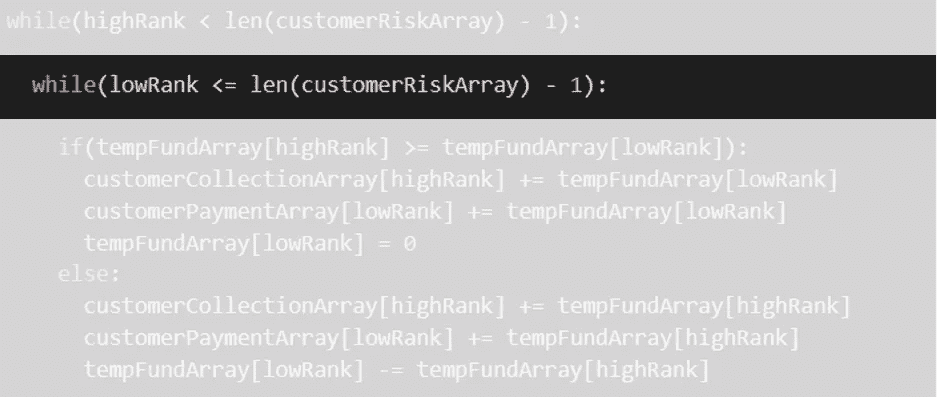 while(highRank < len(customerRiskArray) - 1):
while(lowRank <= len(customerRiskArray) - 1):
if(tempFundArray[highRank] >= tempFundArray[lowRank]):
customerCollectionArray[highRank] += tempFundArray[lowRank]
customerPaymentArray[lowRank] += tempFundArray[lowRank]
tempFundArray[lowRank] = 0
else:
customerCollectionArray[highRank] += tempFundArray[highRank]
customerPaymentArray[lowRank] += tempFundArray[highRank]
tempFundArray[lowRank] -= tempFundArray[highRank]